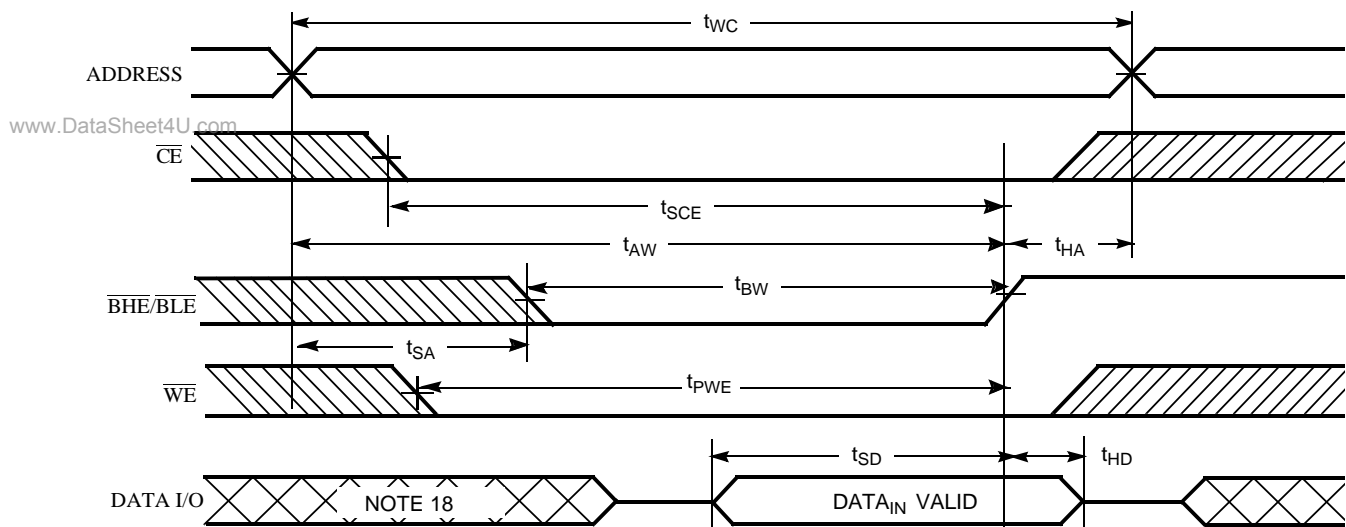 tWC
ADDRESS
www.DataSheet4U.com
CE
tSCE
tAW
tHA
BHE/BLE
tBW
tSA
WE
tPWE
tSD
tHD
DATA I/O
NOTE 18
DATAIN VALID